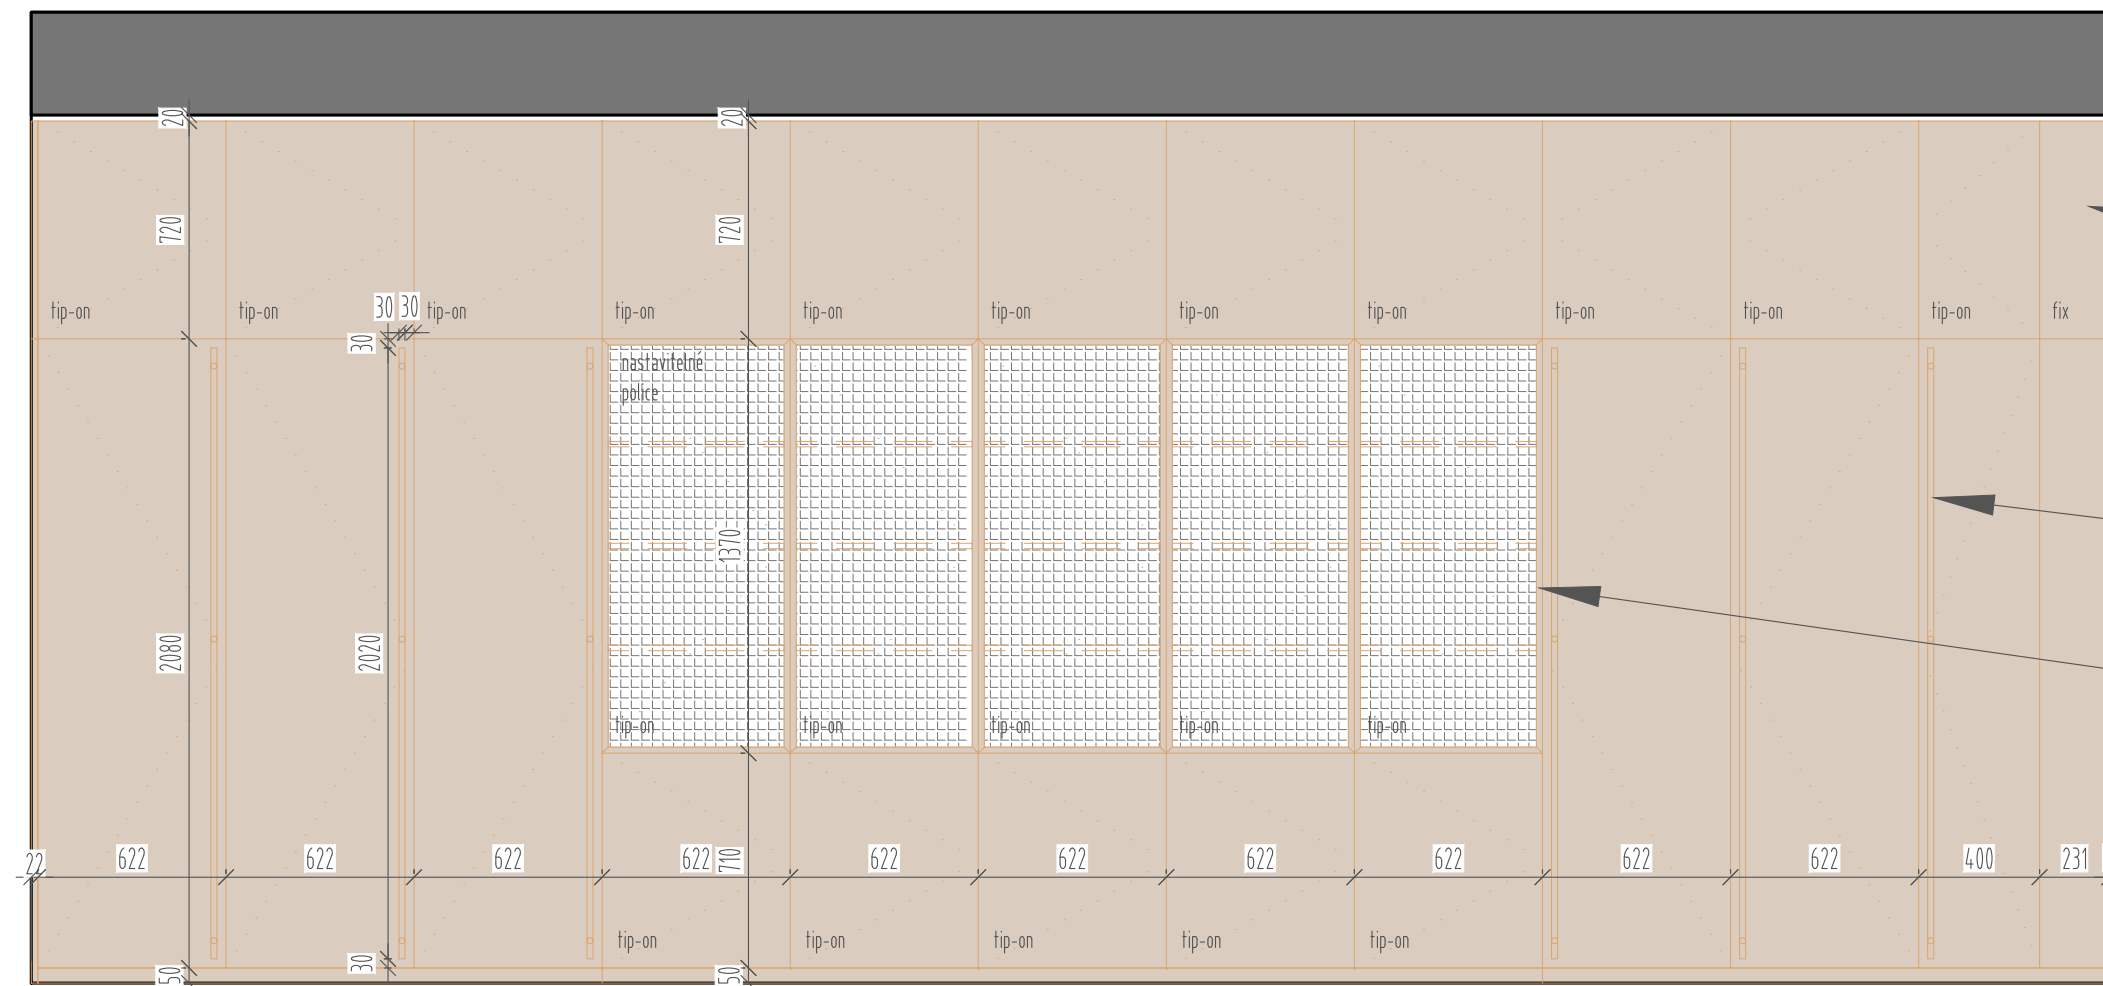 20
20
720
720
tip-on
tip-on
30
30
tip-on
tip-on
tip-on
tip-on
tip-on
tip-on
tip-on
tip-on
tip-on
fix
30
nastavitelné
police
1370
2080
2020
tip-on
tip-on
tip-on
tip-on
tip-on
22
622
622
622
622
710
622
622
622
622
622
622
400
231
tip-on
tip-on
tip-on
tip-on
tip-on
30
50
50